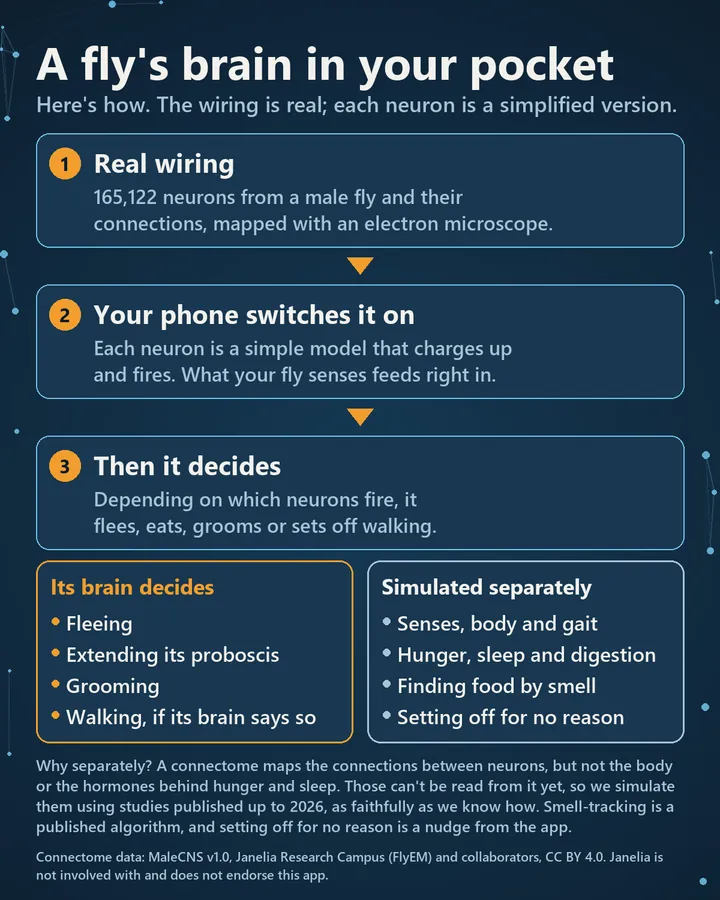 A fly's brain in your pocket
Here's how. The wiring is real; each neuron is a simplified version.
1 Real wiring
165,122 neurons from a male fly and their
connections, mapped with an electron microscope.
2 Your phone switches it on
Each neuron is a simple model that charges up
and fires. What your fly senses feeds right in.
3 Then it decides
Depending on which neurons fire, it
flees, eats, grooms or sets off walking.
Its brain decides
• Fleeing
• Extending its proboscis
• Grooming
• Walking, if its brain says so
Simulated separately
• Senses, body and gait
• Hunger, sleep and digestion
• Finding food by smell
• Setting off for no reason
Why separately? A connectome maps the connections between neurons, but not the body
or the hormones behind hunger and sleep. Those can't be read from it yet, so we simulate
them using studies published up to 2026, as faithfully as we know how. Smell-tracking is a
published algorithm, and setting off for no reason is a nudge from the app.
Connectome data: MaleCNS v1.0, Janelia Research Campus (FlyEM) and collaborators, CC BY 4.0. Janelia is
not involved with and does not endorse this app.